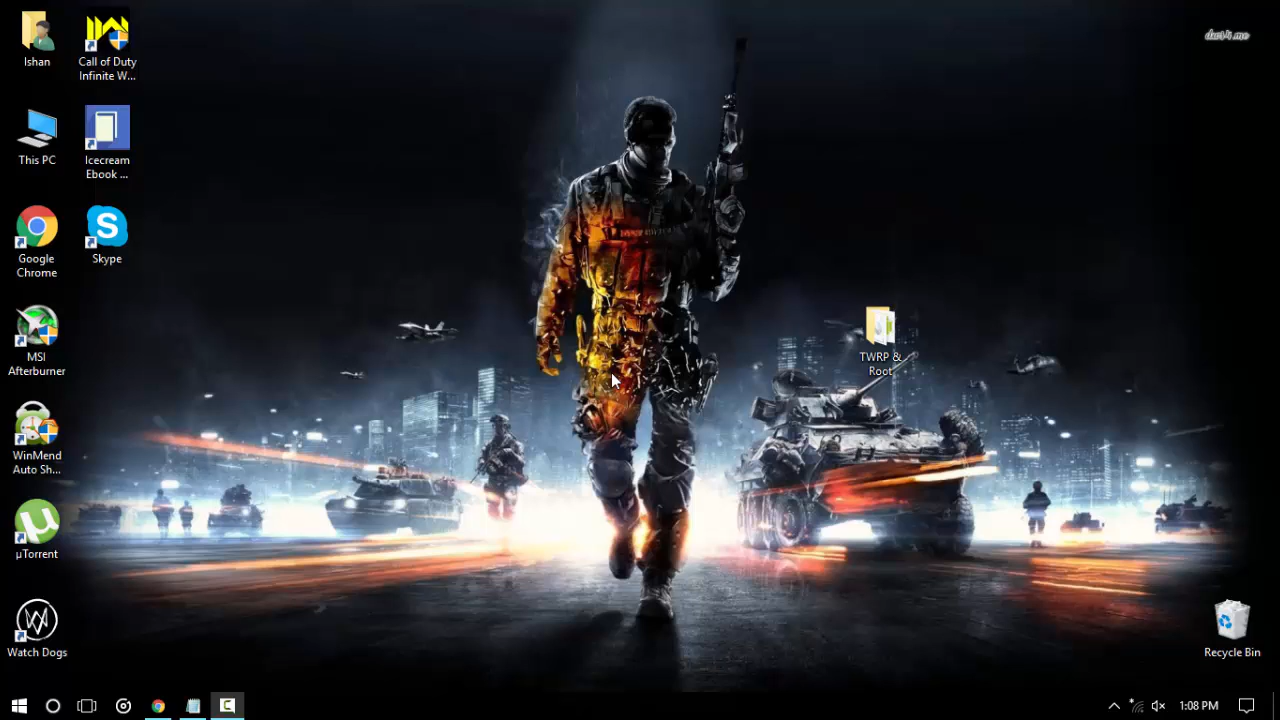 Ishan
Call of Duty
Infinite W...
This PC
Icecream
Ebook ...
Google
Chrome
Skype
MSI
Afterburner
TWRP &
Root
WinMend
Auto Sh...
µTorrent
Watch Dogs
Recycle Bin
1:08 PM